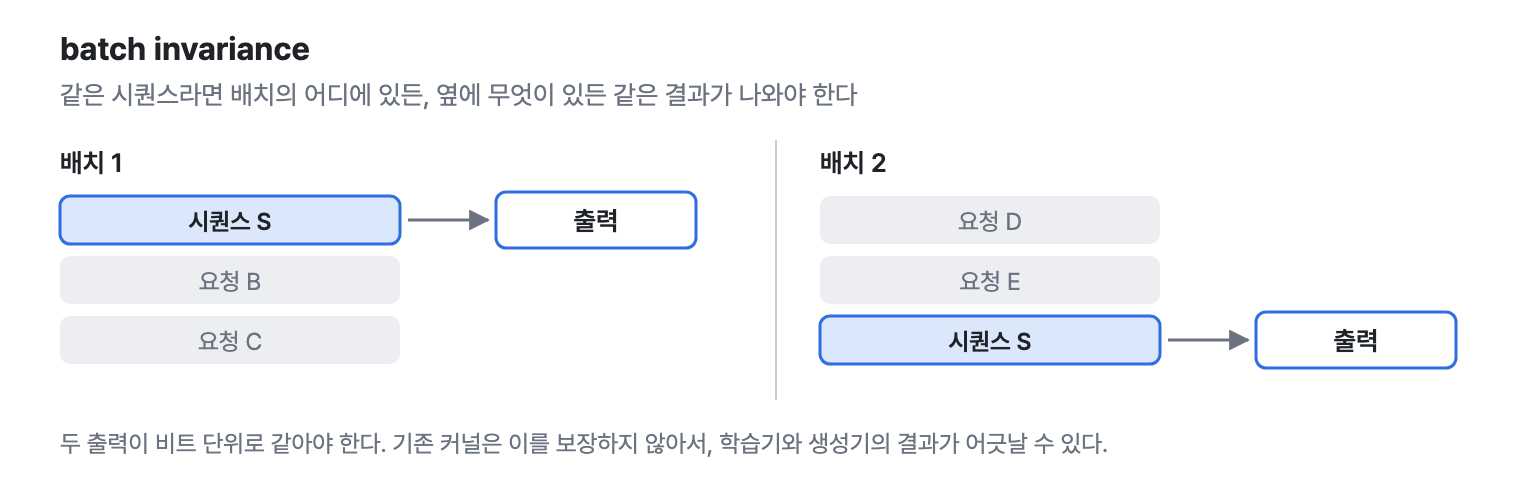 batch invariance
같은 시퀀스라면 배치의 어디에 있든, 옆에 무엇이 있든 같은 결과가 나와야 한다
배치 1
시퀀스 S
출력
요청 B
요청 C
배치 2
요청 D
요청 E
시퀀스 S
출력
두 출력이 비트 단위로 같아야 한다. 기존 커널은 이를 보장하지 않아서, 학습기와 생성기의 결과가 어긋날 수 있다.